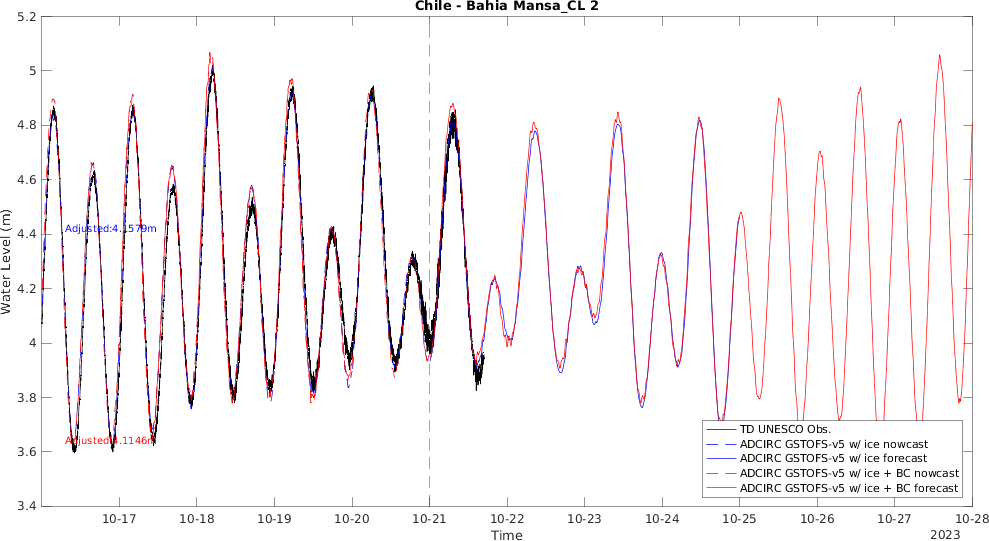 Chile - Bahia Mansa_CL 2
5.2
5
4.8
4.6
4.4
4.2
4
3.8
3.6
3.4
Water Level (m)
Adjusted:4.1579m
Adjusted:4.1146m
TD UNESCO Obs.
ADCIRC GSTOFS-v5 w/ ice nowcast
ADCIRC GSTOFS-v5 w/ ice forecast
ADCIRC GSTOFS-v5 w/ ice + BC nowcast
ADCIRC GSTOFS-v5 w/ ice + BC forecast
10-17 10-18 10-19 10-20 10-21 10-22 10-23 10-24 10-25 10-26 10-27 10-28
Time
2023